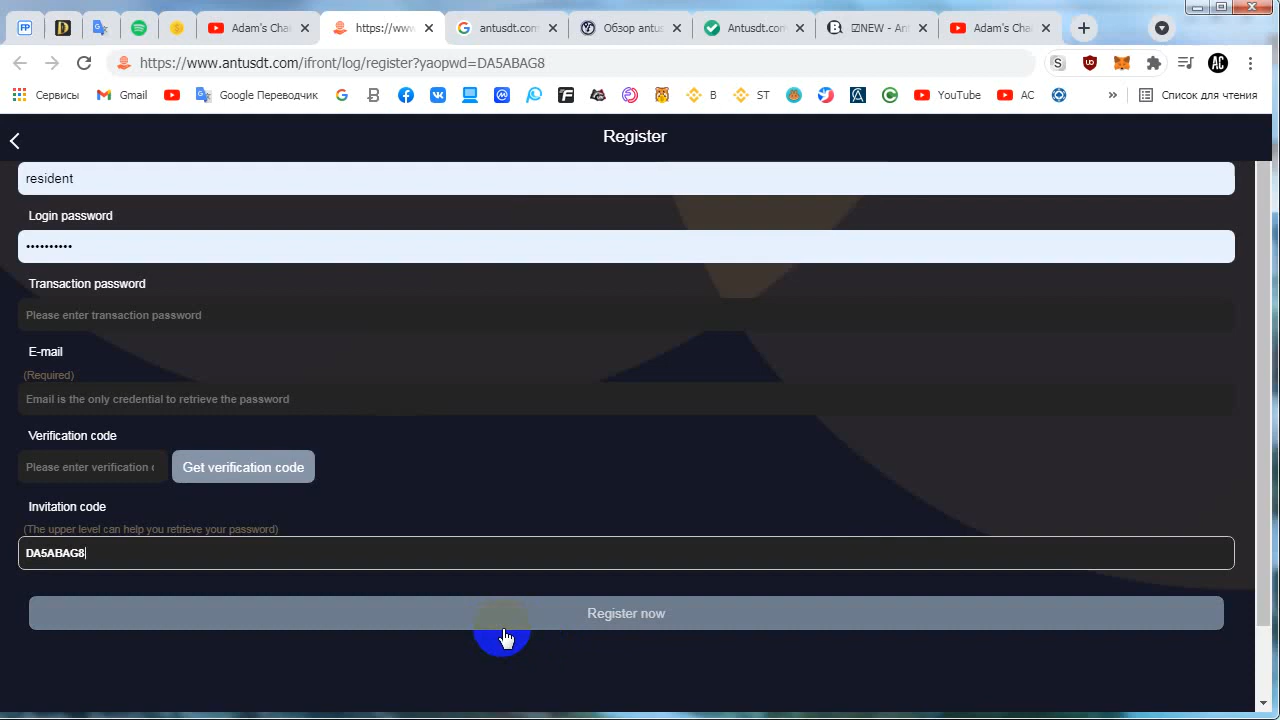 Adam's Cha
https://ww
antusdt.com
Обзор antus
Antusdt.com
☑NEW - An
Adam's Cha
https://www.antusdt.com/ifront/log/register?yaopwd=DA5ABAG8
AC
Сервисы
Gmail
Google Переводчик
B
ST
YouTube
AC
»
Список для чтения
Register
resident
Login password
••••••••••
Transaction password
Please enter transaction password
E-mail
(Required)
Email is the only credential to retrieve the password
Verification code
Please enter verification c
Get verification code
Invitation code
(The upper level can help you retrieve your password)
DA5ABAG8
Register now